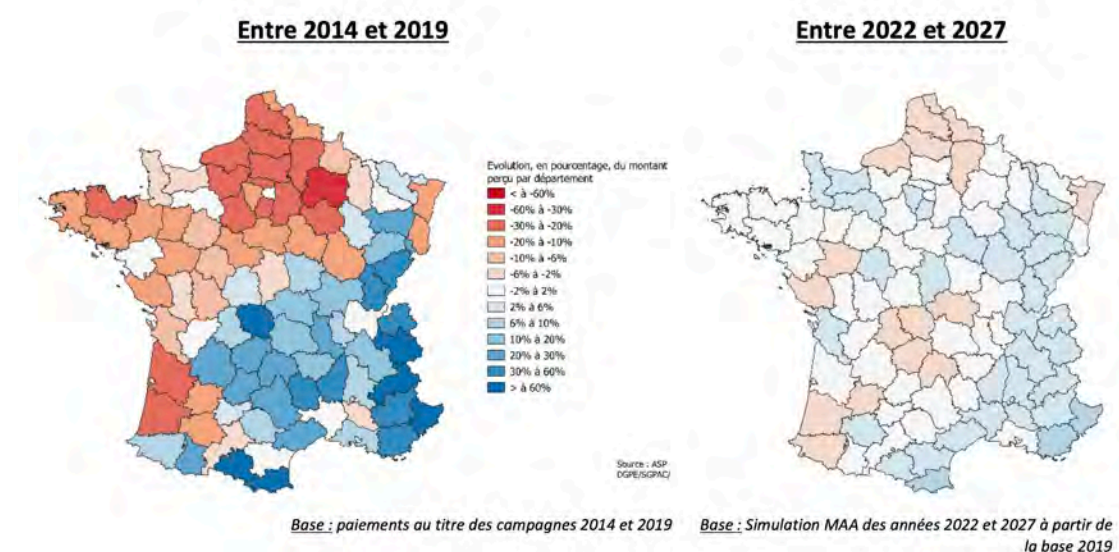 Entre 2014 et 2019
Entre 2022 et 2027
Evolution, en pourcentage, du montant
perçu par département
< à -60%
-60% à -30%
-30% à -20%
-20% à -10%
-10% à -6%
-6% à -2%
-2% à 2%
2% à 6%
6% à 10%
10% à 20%
20% à 30%
30% à 60%
> à 60%
Source : ASP
DGPE/SGPAC/
Base : paiements au titre des campagnes 2014 et 2019
Base : Simulation MAA des années 2022 et 2027 à partir de
la base 2019